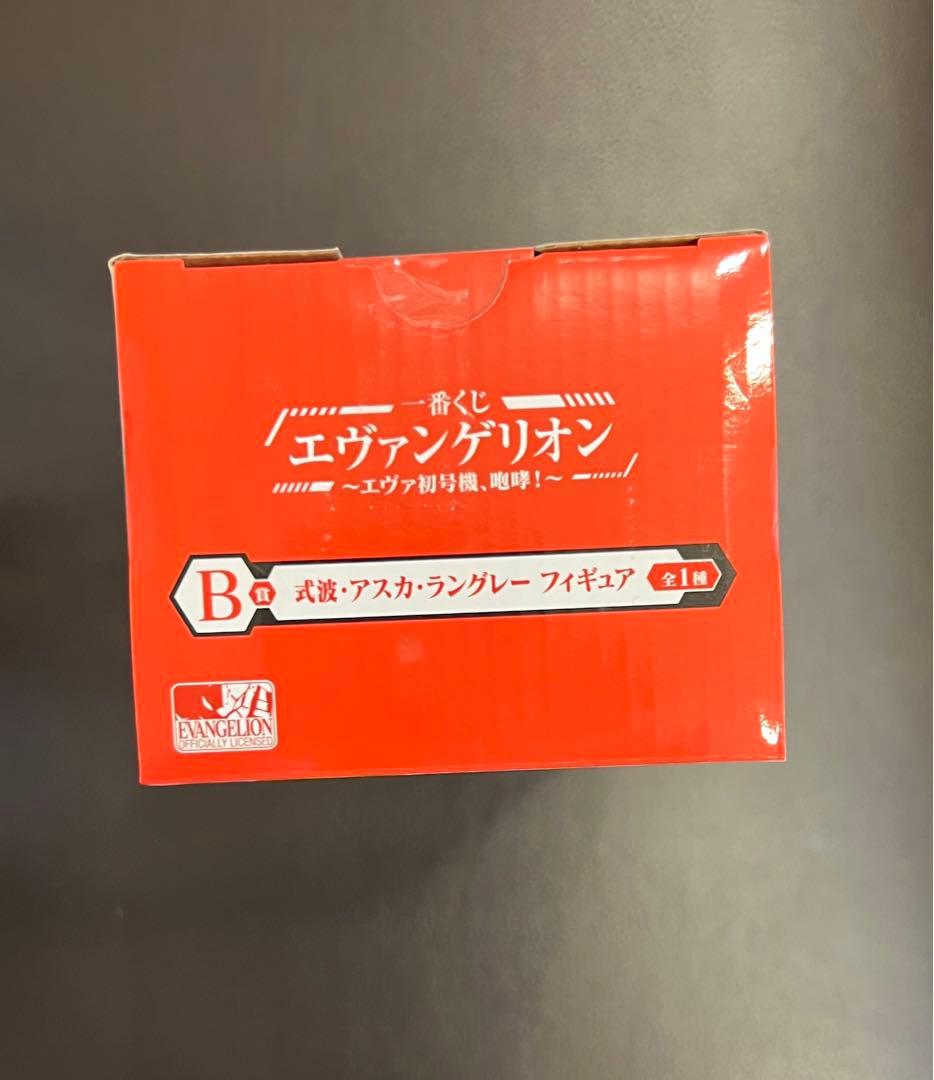 一番くじ
エヴァンゲリオン
～エヴァ初号機、咆哮!～
B賞 式波・アスカ・ラングレー フィギュア 全1種
EVANGELION
OFFICIALLY LICENSED